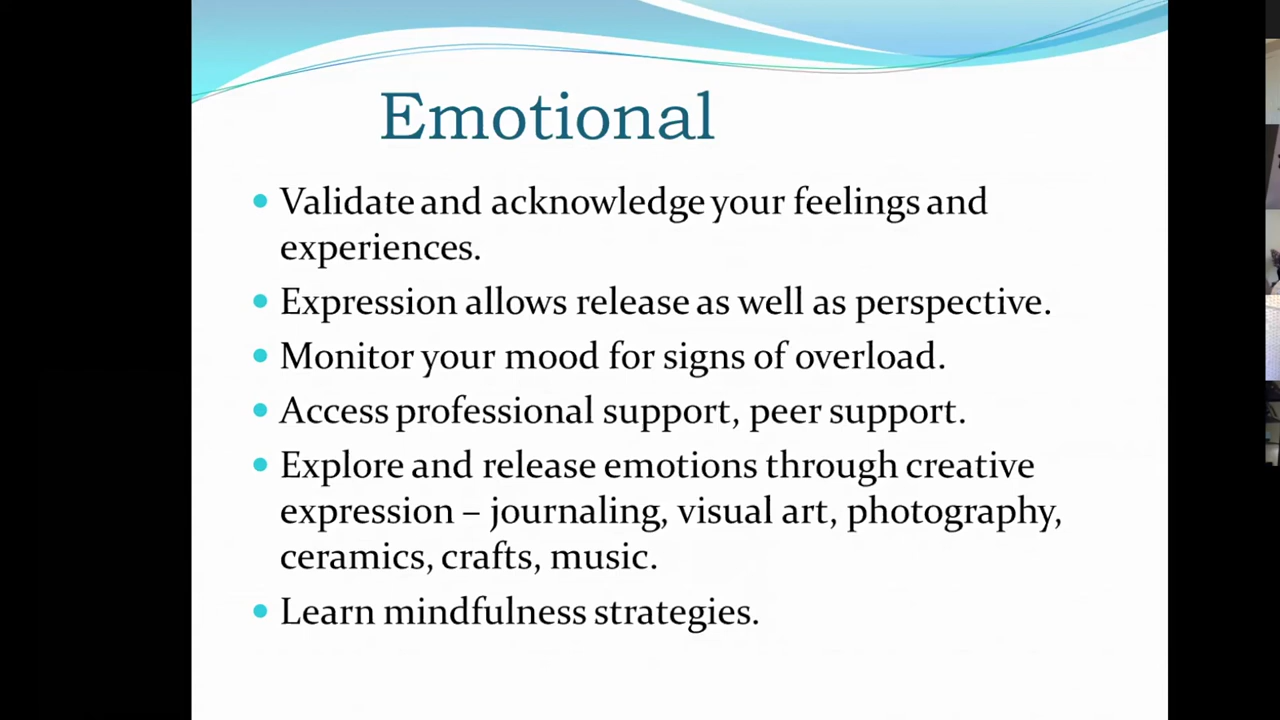 Emotional
• Validate and acknowledge your feelings and
experiences.
• Expression allows release as well as perspective.
• Monitor your mood for signs of overload.
• Access professional support, peer support.
• Explore and release emotions through creative
expression – journaling, visual art, photography,
ceramics, crafts, music.
• Learn mindfulness strategies.